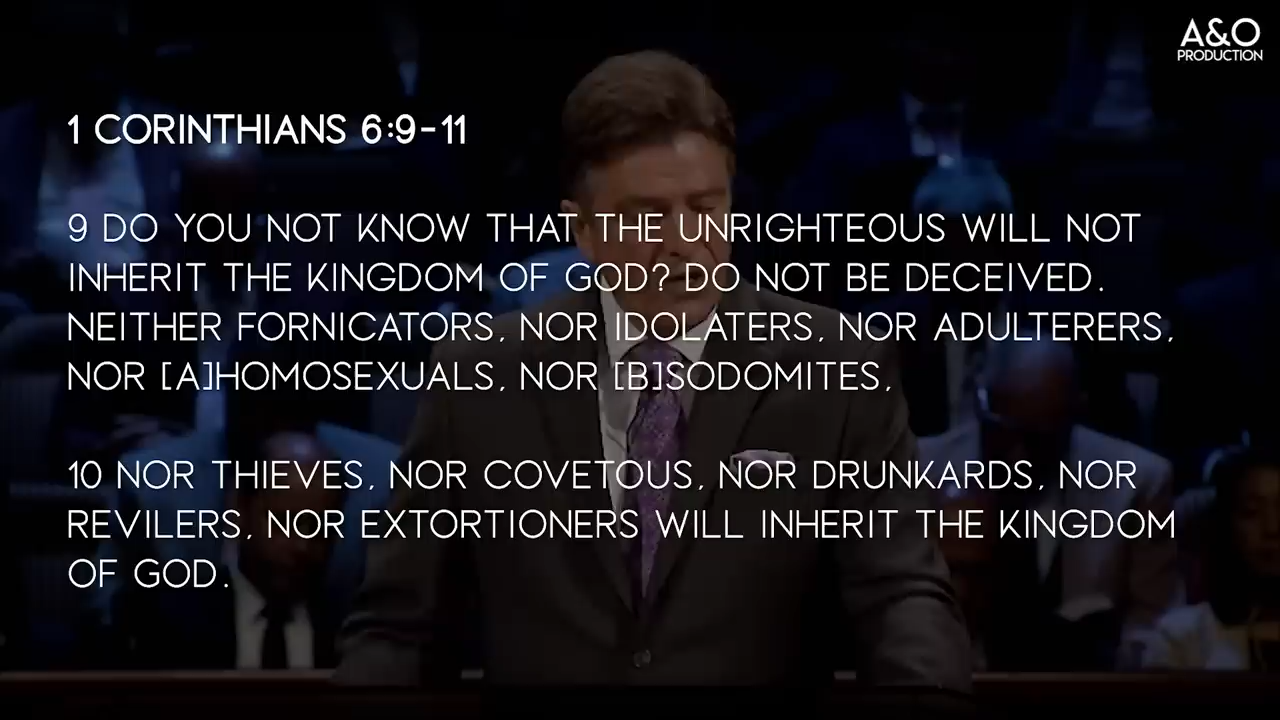 A&O
PRODUCTION
1 CORINTHIANS 6:9-11
9 DO YOU NOT KNOW THAT THE UNRIGHTEOUS WILL NOT
INHERIT THE KINGDOM OF GOD? DO NOT BE DECEIVED.
NEITHER FORNICATORS, NOR IDOLATERS, NOR ADULTERERS,
NOR [A]HOMOSEXUALS, NOR [B]SODOMITES,
10 NOR THIEVES, NOR COVETOUS, NOR DRUNKARDS, NOR
REVILERS, NOR EXTORTIONERS WILL INHERIT THE KINGDOM
OF GOD.